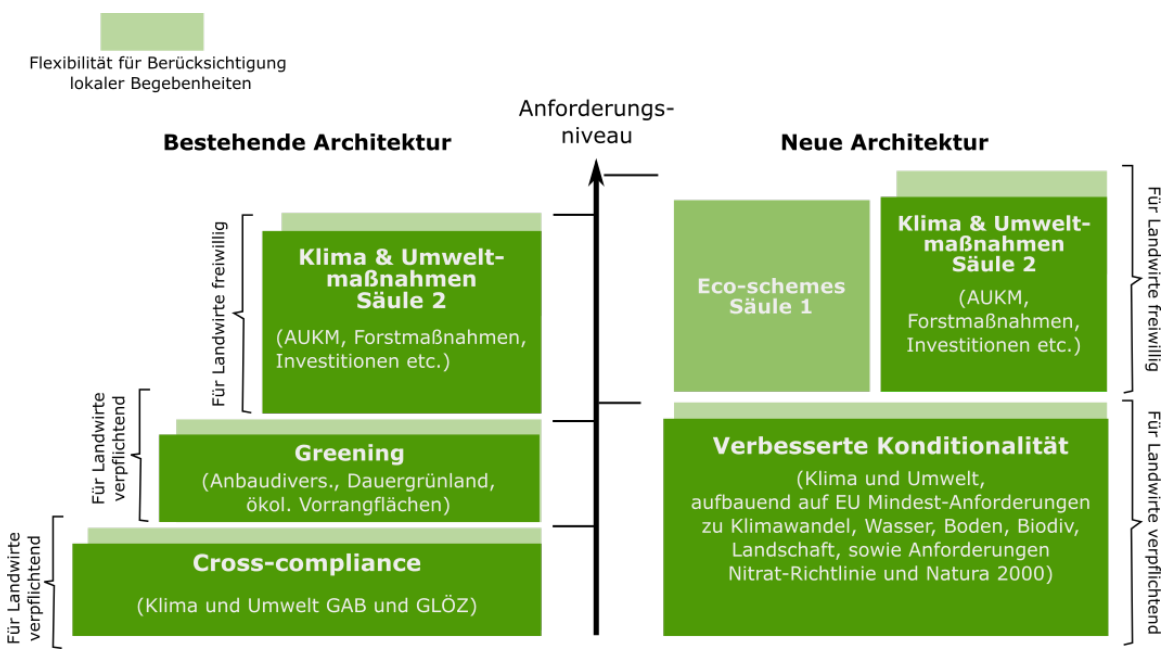 Flexibilität für Berücksichtigung
lokaler Begebenheiten
Anforderungs-
niveau
Bestehende Architektur
Neue Architektur
Für Landwirte freiwillig
Klima & Umwelt-
maßnahmen
Säule 2
(AUKM, Forstmaßnahmen,
Investitionen etc.)
Für Landwirte
verpflichtend
Greening
(Anbaudivers., Dauergrünland,
ökol. Vorrangflächen)
Für Landwirte
verpflichtend
Cross-compliance
(Klima und Umwelt GAB und GLÖZ)
Eco-schemes
Säule 1
Klima & Umwelt-
maßnahmen
Säule 2
(AUKM,
Forstmaßnahmen,
Investitionen etc.)
Für Landwirte freiwillig
Verbesserte Konditionalität
(Klima und Umwelt,
aufbauend auf EU Mindest-Anforderungen
zu Klimawandel, Wasser, Boden, Biodiv,
Landschaft, sowie Anforderungen
Nitrat-Richtlinie und Natura 2000)
Für Landwirte verpflichtend